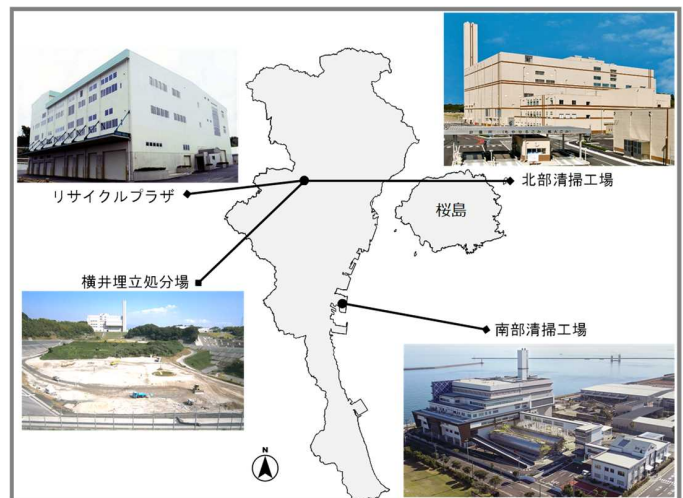 リサイクルプラザ
北部清掃工場
桜島
横井埋立処分場
南部清掃工場
N